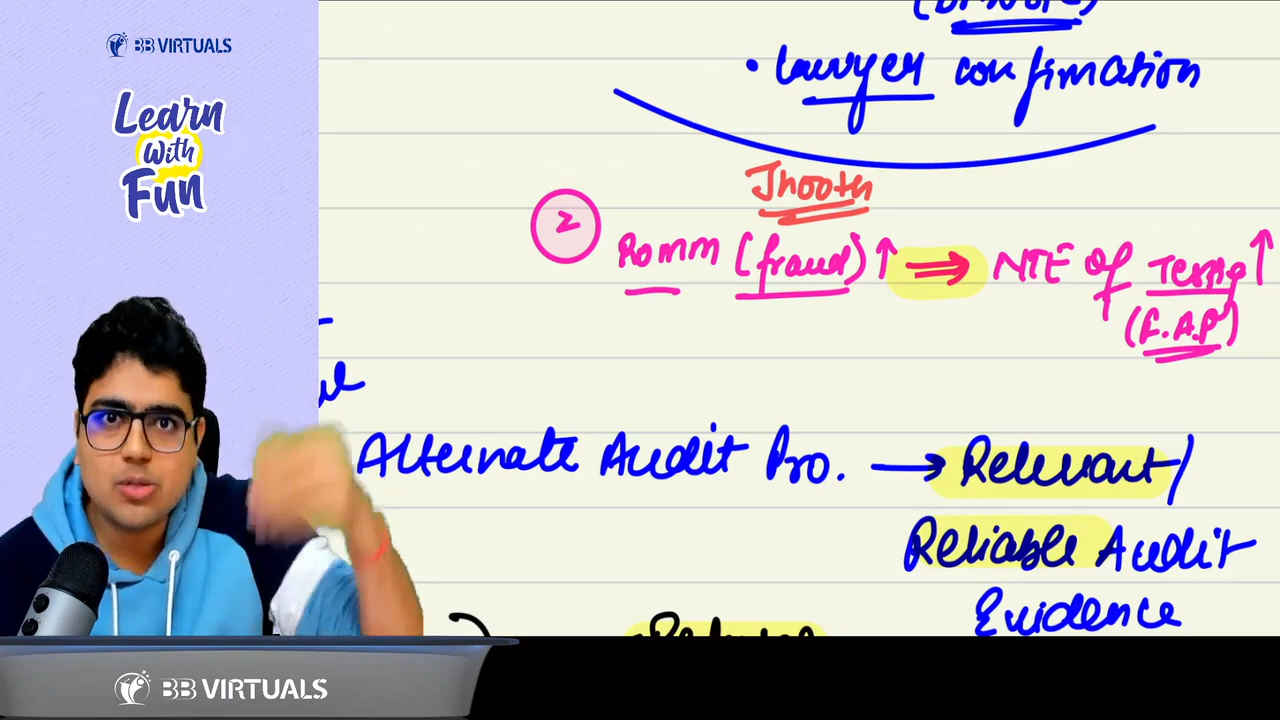 BB VIRTUALS
Learn
With
Fun
• lawyer confirmation
Jhooth
2
ROMM (fraud) ↑ ⇒ NTE of Testing ↑
(F.A.P)
Alternate Audit Pro. → Relevant/
Reliable Audit
Evidence
BB VIRTUALS